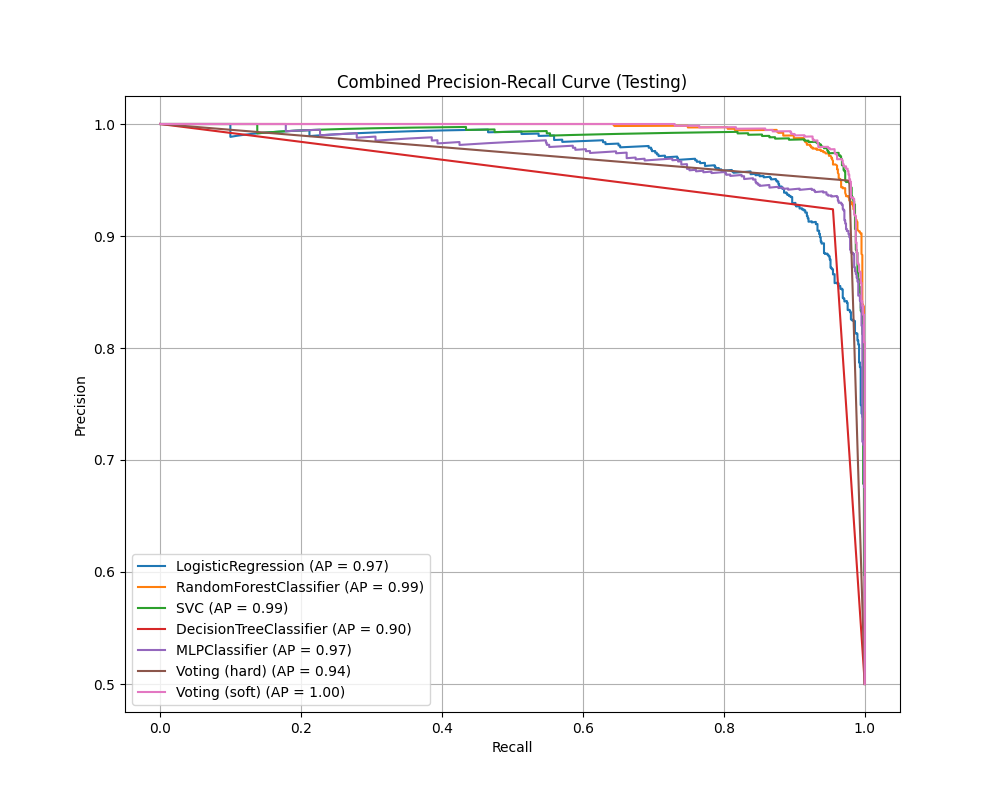 Combined Precision-Recall Curve (Testing)
1.0
0.9
0.8
0.7
0.6
0.5
Precision
LogisticRegression (AP = 0.97)
RandomForestClassifier (AP = 0.99)
SVC (AP = 0.99)
DecisionTreeClassifier (AP = 0.90)
MLPClassifier (AP = 0.97)
Voting (hard) (AP = 0.94)
Voting (soft) (AP = 1.00)
0.0 0.2 0.4 0.6 0.8 1.0
Recall